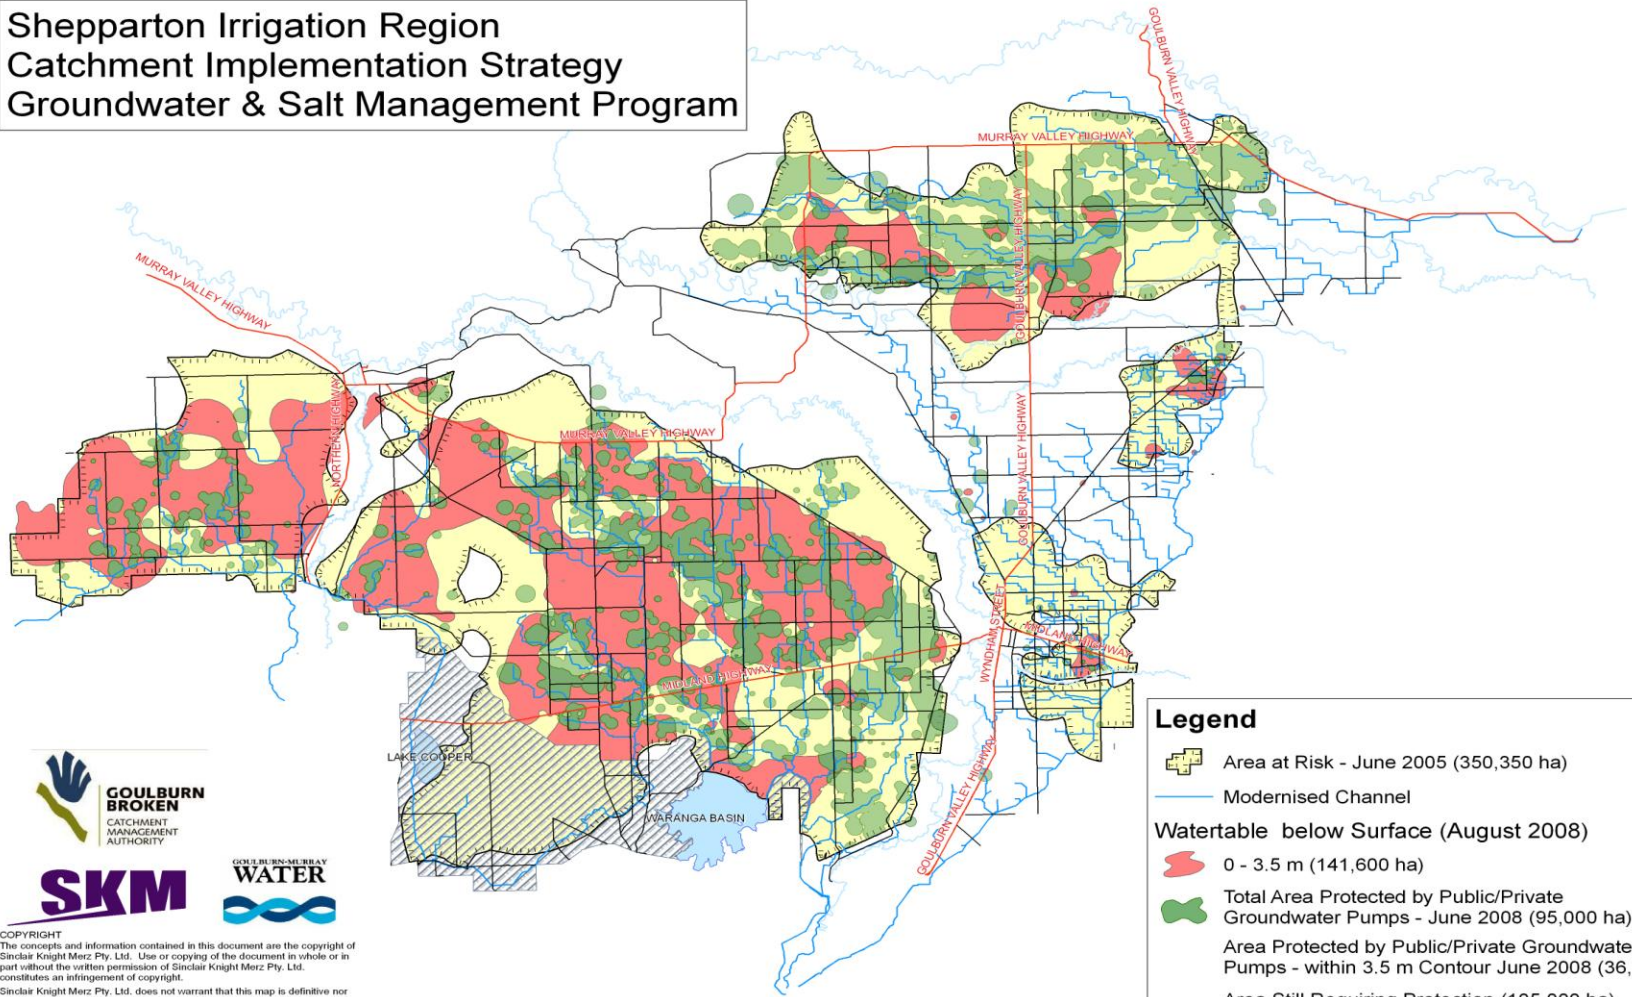 Shepparton Irrigation Region
Catchment Implementation Strategy
Groundwater & Salt Management Program
GOULBURN VALLEY HIGHWAY
MURRAY VALLEY HIGHWAY
GOULBURN VALLEY HIGHWAY
MURRAY VALLEY HIGHWAY
NORTHERN HIGHWAY
MURRAY VALLEY HIGHWAY
GOULBURN VALLEY HIGHWAY
WYNDHAM STREET
MIDLAND HIGHWAY
MIDLAND HIGHWAY
LAKE COOPER
WARANGA BASIN
GOULBURN VALLEY HIGHWAY
Legend
Area at Risk - June 2005 (350,350 ha)
Modernised Channel
Watertable below Surface (August 2008)
0 - 3.5 m (141,600 ha)
Total Area Protected by Public/Private
Groundwater Pumps - June 2008 (95,000 ha)
Area Protected by Public/Private Groundwate
Pumps - within 3.5 m Contour June 2008 (36,
Area Still Requiring Protection
GOULBURN
BROKEN
CATCHMENT
MANAGEMENT
AUTHORITY
SKM
GOULBURN-MURRAY
WATER
COPYRIGHT
The concepts and information contained in this document are the copyright of
Sinclair Knight Merz Pty. Ltd. Use or copying of the document in whole or in
part without the written permission of Sinclair Knight Merz Pty. Ltd.
constitutes an infringement of copyright.
Sinclair Knight Merz Pty. Ltd. does not warrant that this map is definitive nor